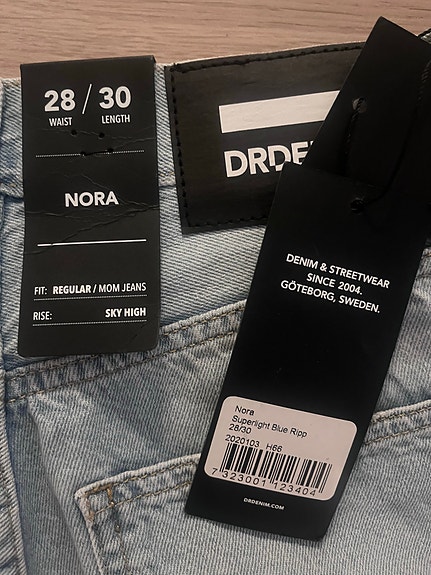 28 / 30
WAIST LENGTH
NORA
FIT: REGULAR / MOM JEANS
RISE: SKY HIGH
DRDE
DENIM & STREETWEAR
SINCE 2004.
GÖTEBORG, SWEDEN.
Nora
Superlight Blue Ripp
28/30
2020103 H66
7 323001 123404
DRDENIM.COM